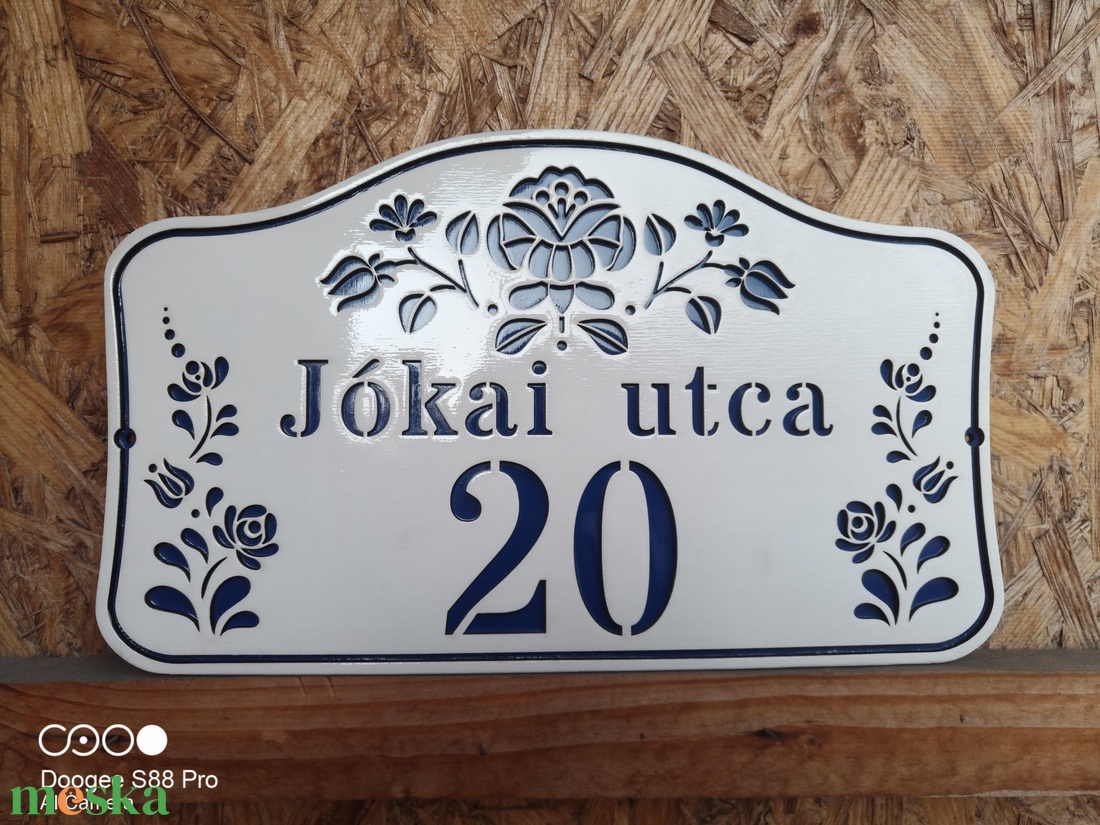 Jókai utca
20
Doogee S88 Pro
AI Camera
meska